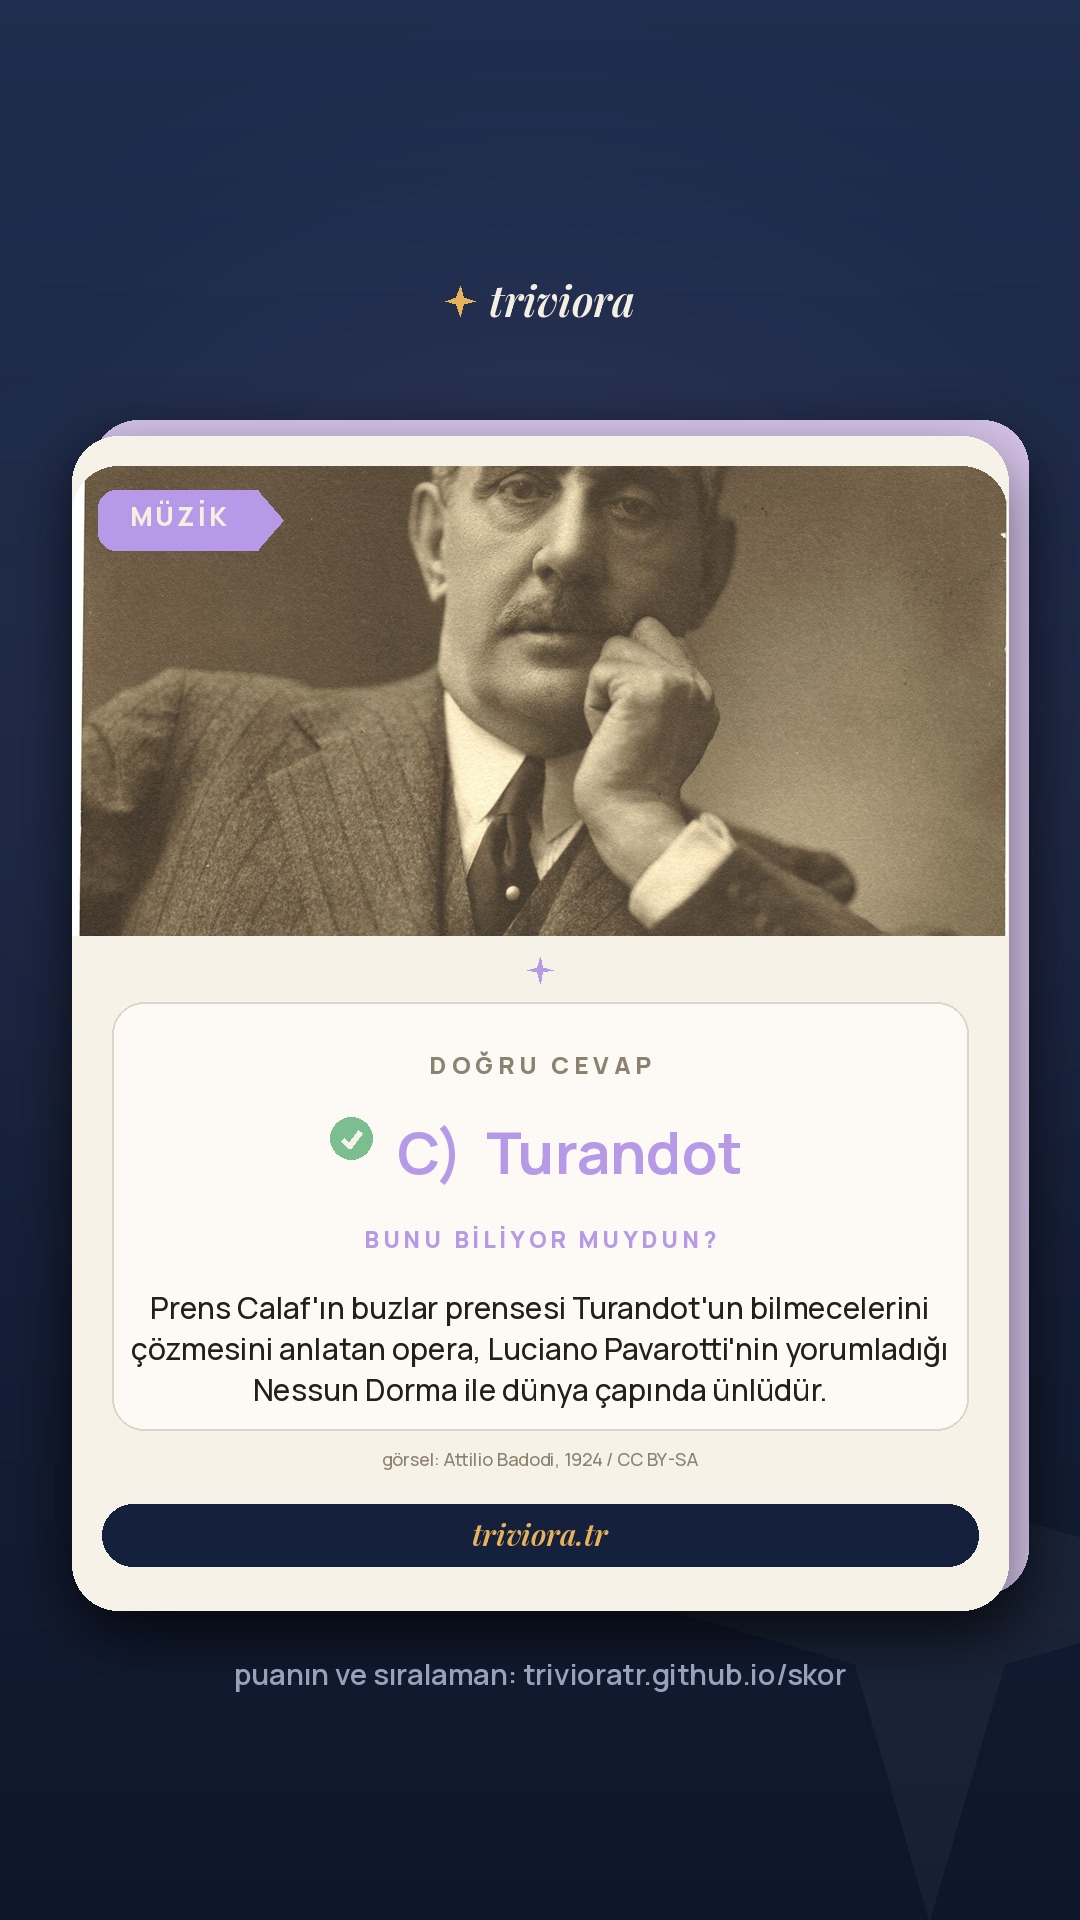 triviora
MÜZİK
DOĞRU CEVAP
C) Turandot
BUNU BİLİYOR MUYDUN?
Prens Calaf'ın buzlar prensesi Turandot'un bilmecelerini
çözmesini anlatan opera, Luciano Pavarotti'nin yorumladığı
Nessun Dorma ile dünya çapında ünlüdür.
görsel: Attilio Badodi, 1924 / CC BY-SA
triviora.tr
puanın ve sıralaman: trivioratr.github.io/skor